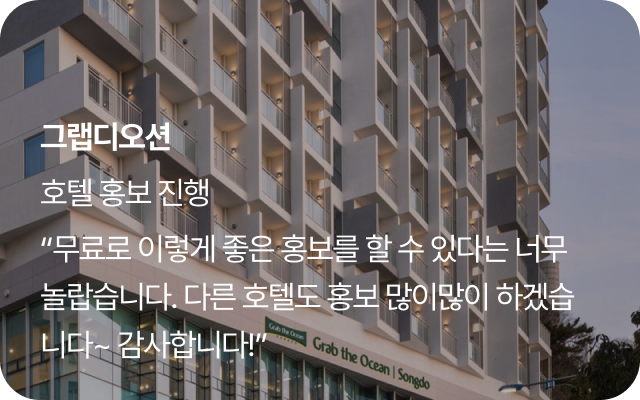 그랩디오션
호텔 홍보 진행
“무료로 이렇게 좋은 홍보를 할 수 있다는 너무
놀랍습니다. 다른 호텔도 홍보 많이많이 하겠습
니다~ 감사합니다!”
Grab the Ocean
Grab the Ocean | Songdo